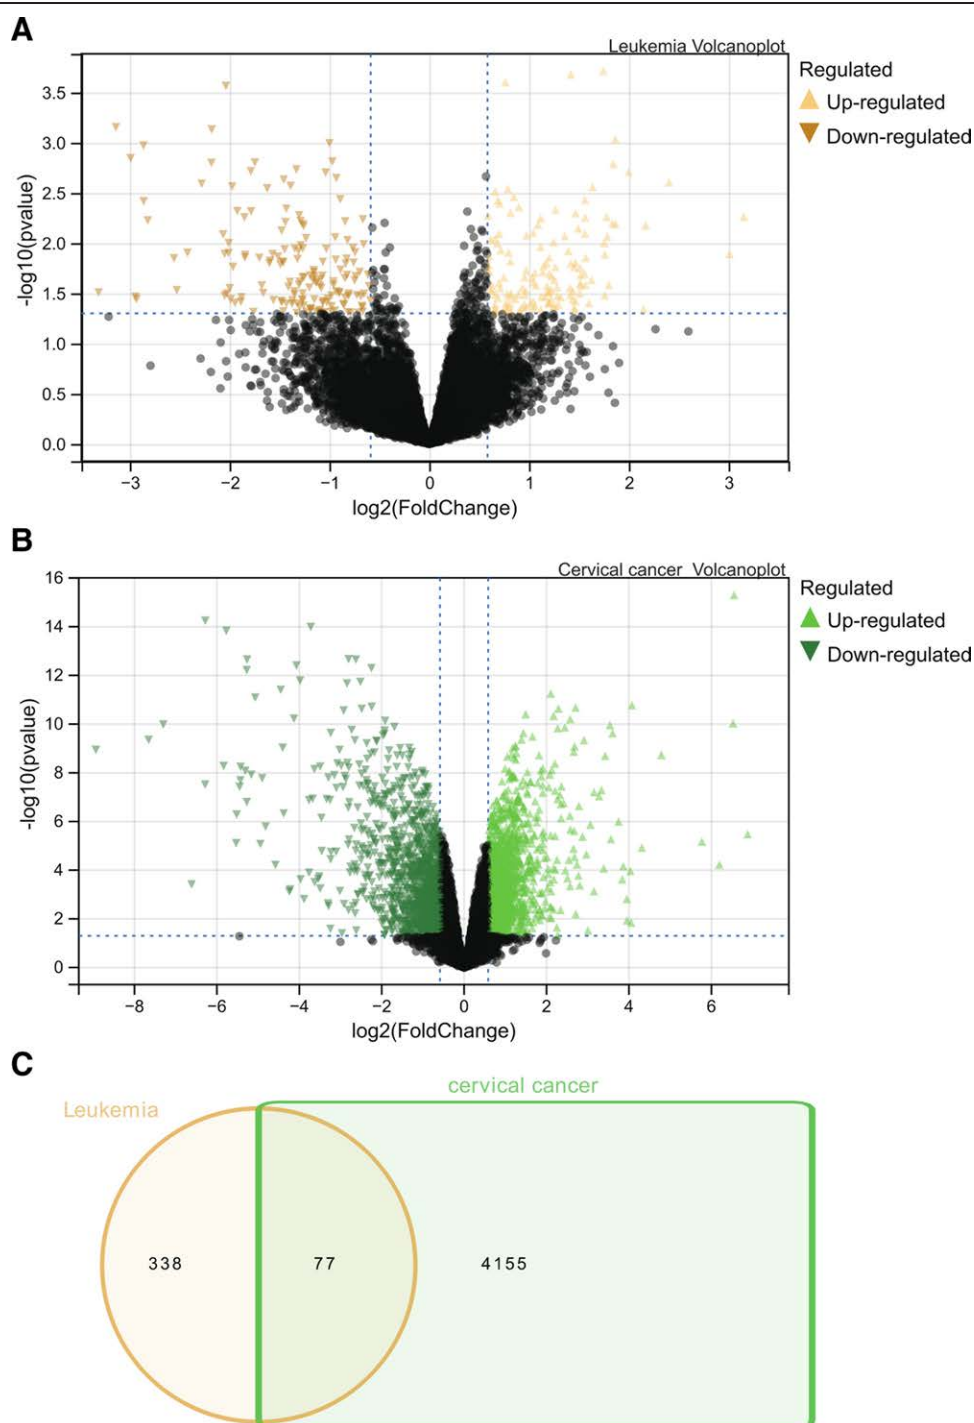 A
Leukemia Volcanoplot
Regulated
Up-regulated
Down-regulated
-log10(pvalue)
3.5
3.0
2.5
2.0
1.5
1.0
0.5
0.0
−3 −2 −1 0 1 2 3
log2(FoldChange)
B
Cervical cancer Volcanoplot
Regulated
Up-regulated
Down-regulated
-log10(pvalue)
16
14
12
10
8
6
4
2
0
−8 −6 −4 −2 0 2 4 6
log2(FoldChange)
C
cervical cancer
Leukemia
338 77 4155